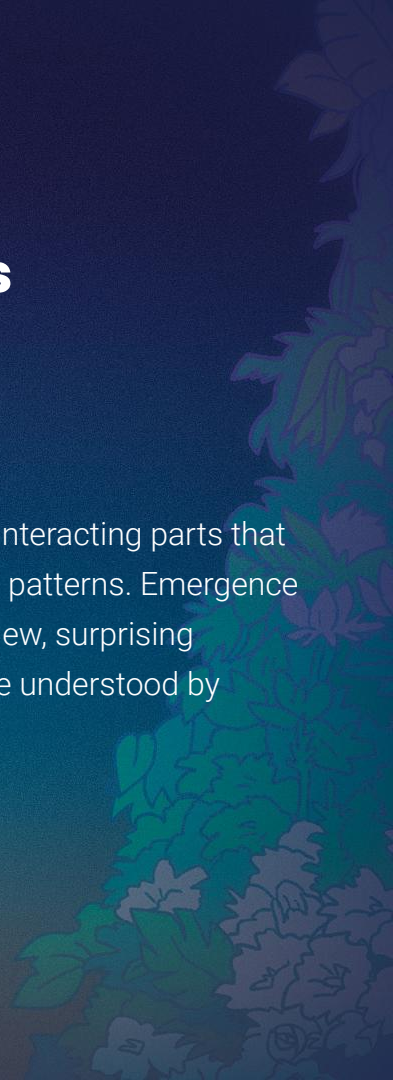 s
nteracting parts that
patterns. Emergence
ew, surprising
e understood by